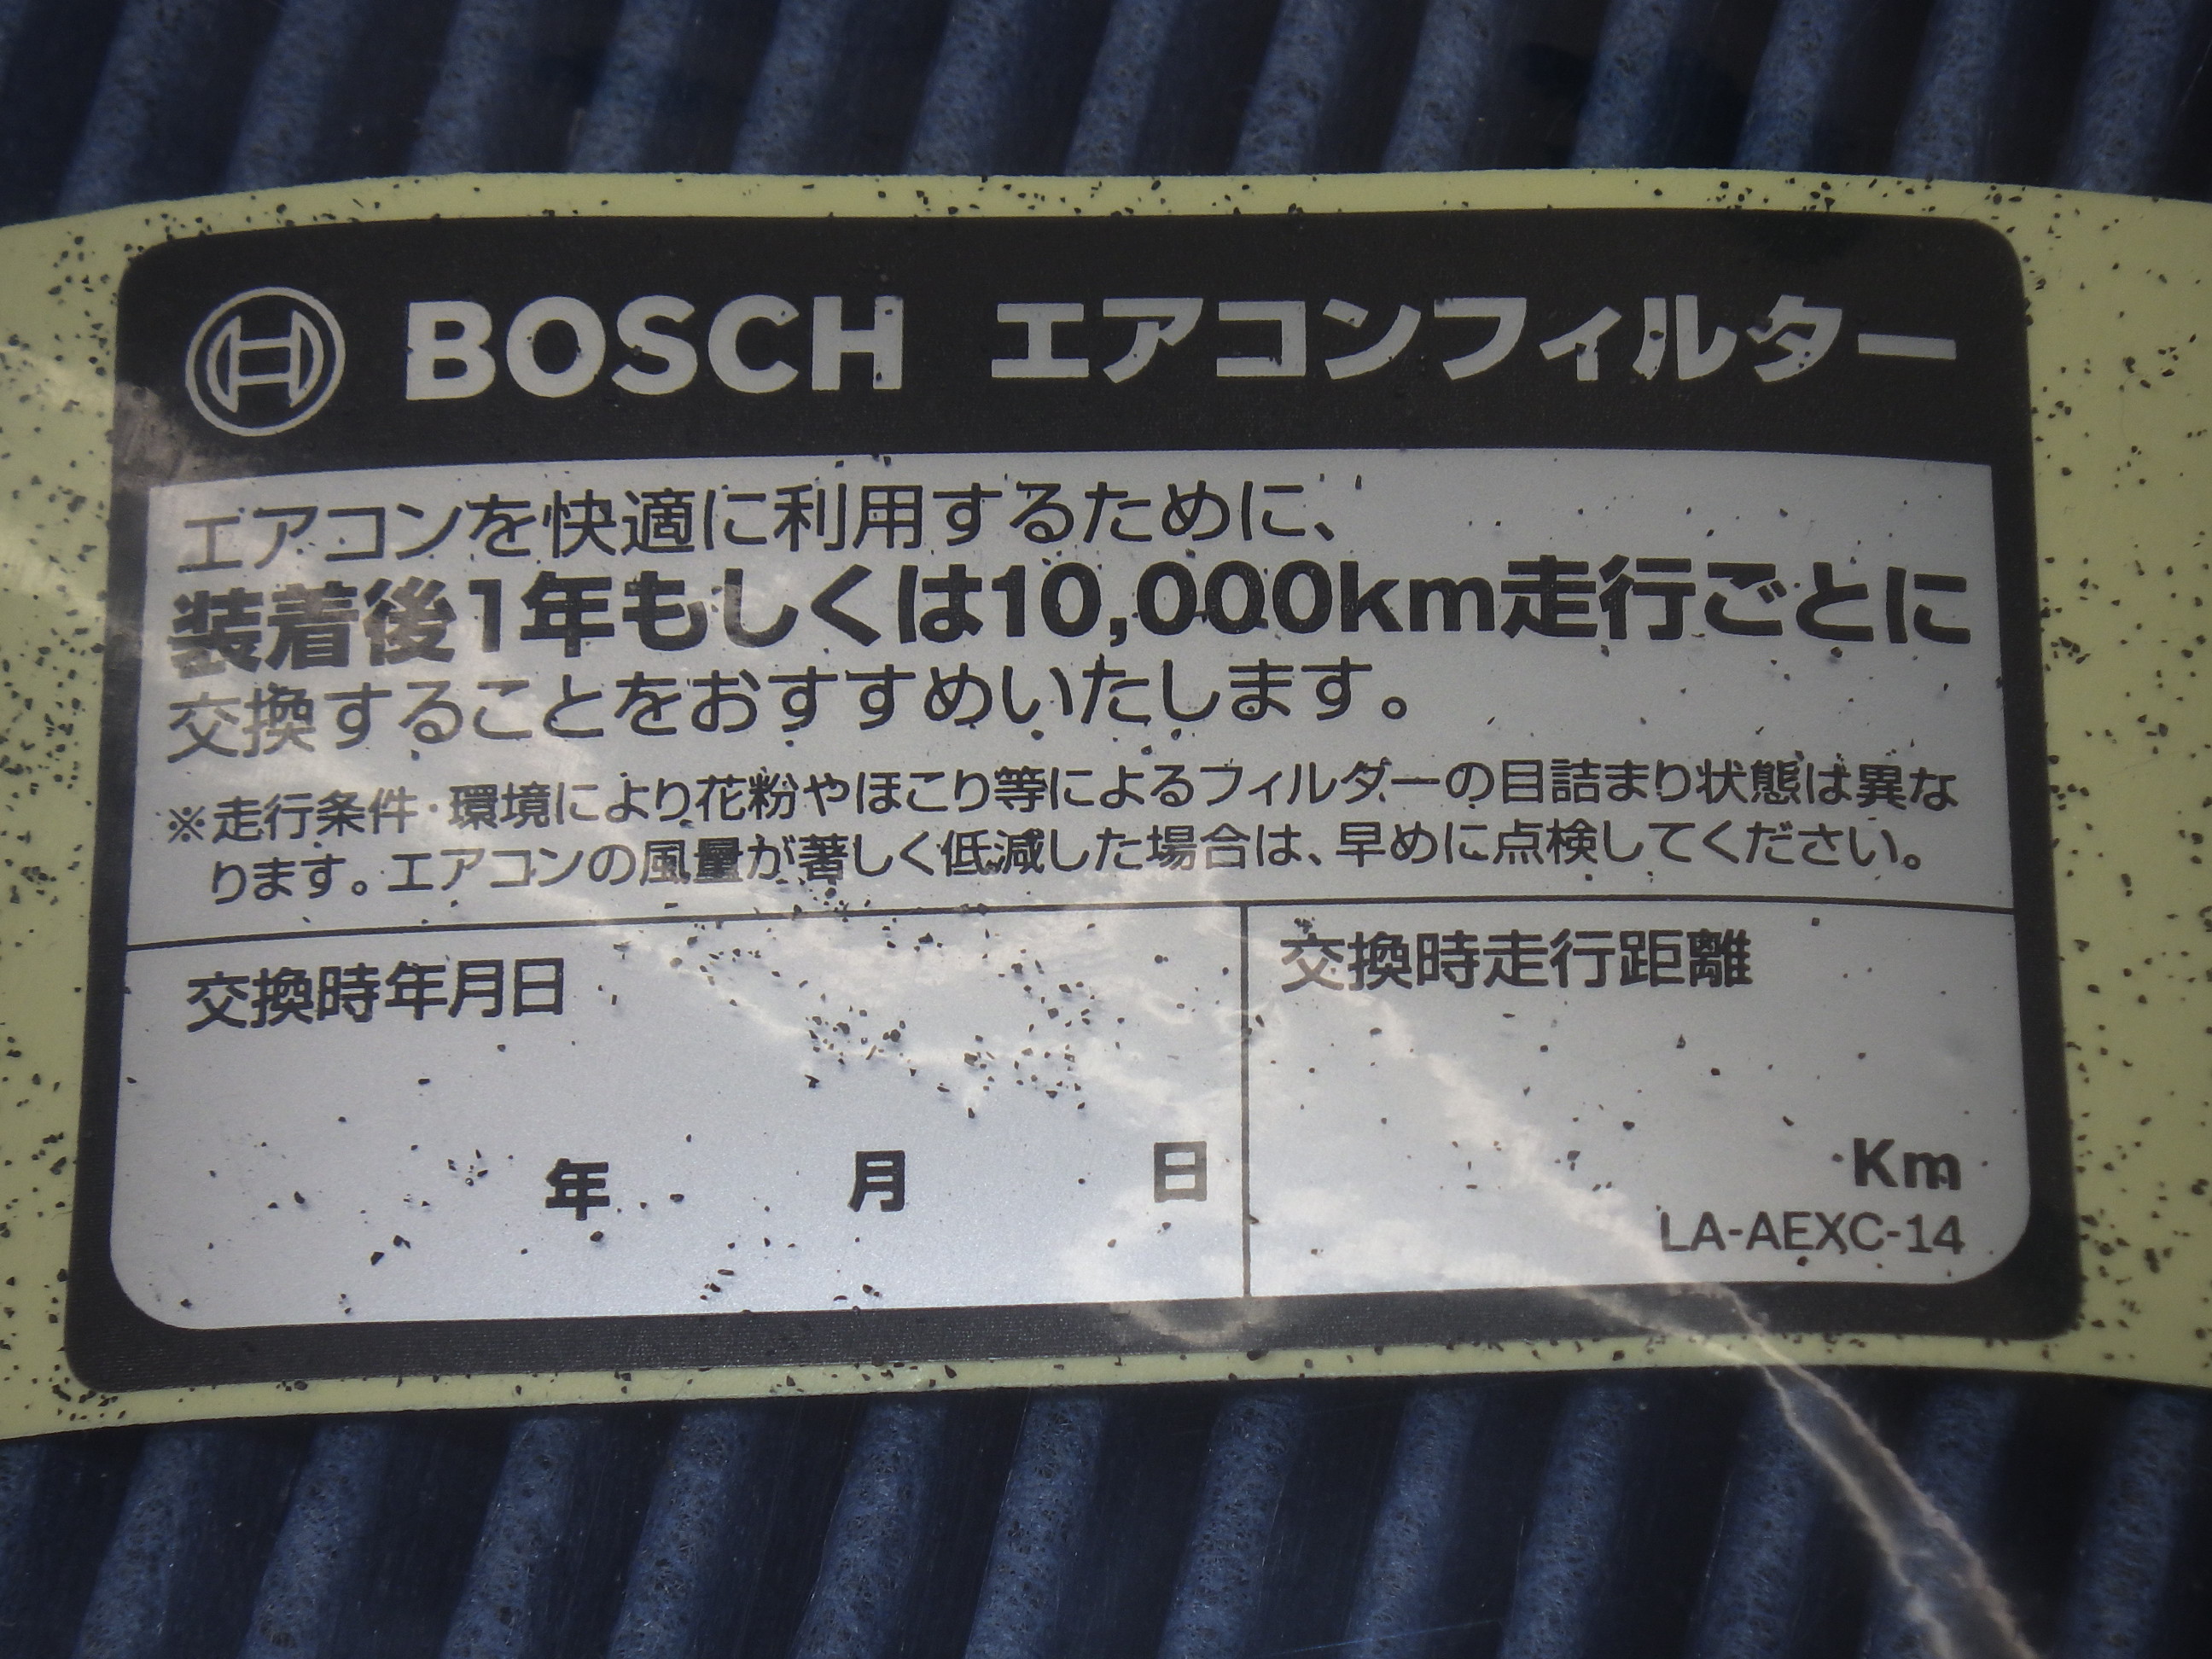 BOSCH エアコンフィルター
エアコンを快適に利用するために、
装着後1年もしくは10,000km走行ごとに
交換することをおすすめいたします。
※走行条件・環境により花粉やほこり等によるフィルターの目詰まり状態は異な
ります。エアコンの風量が著しく低減した場合は、早めに点検してください。
交換時年月日
年 月 日
交換時走行距離
Km
LA-AEXC-14